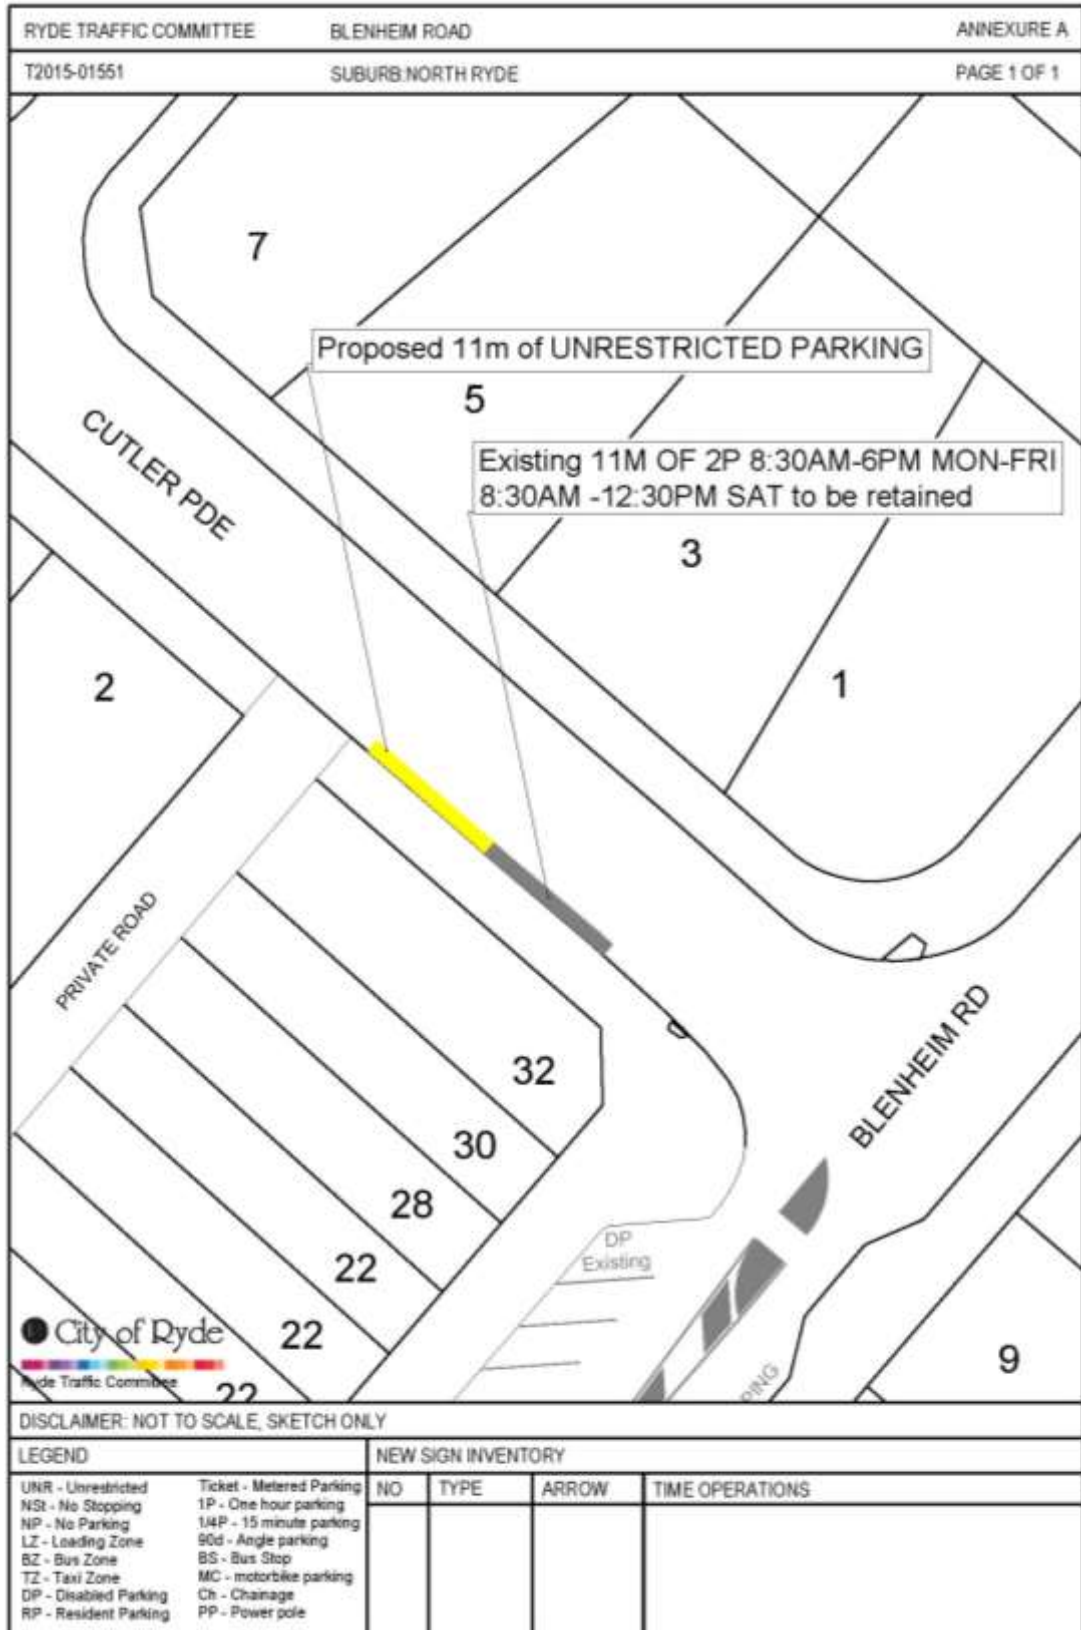 RYDE TRAFFIC COMMITTEE BLENHEIM ROAD ANNEXURE A
T2015-01551 SUBURB:NORTH RYDE PAGE 1 OF 1
7
Proposed 11m of UNRESTRICTED PARKING
5
CUTLER PDE
Existing 11M OF 2P 8:30AM-6PM MON-FRI
8:30AM -12:30PM SAT to be retained
3
2
1
PRIVATE ROAD
32
BLENHEIM RD
30
28
DP
Existing
22
City of Ryde
22
Ryde Traffic Committee
22
PING
9
DISCLAIMER: NOT TO SCALE, SKETCH ONLY
LEGEND
UNR - Unrestricted
NSt - No Stopping
NP - No Parking
LZ - Loading Zone
BZ - Bus Zone
TZ - Taxi Zone
DP - Disabled Parking
RP - Resident Parking
Ticket - Metered Parking
1P - One hour parking
1/4P - 15 minute parking
90d - Angle parking
BS - Bus Stop
MC - motorbike parking
Ch - Chainage
PP - Power pole
NEW SIGN INVENTORY
NO TYPE ARROW TIME OPERATIONS